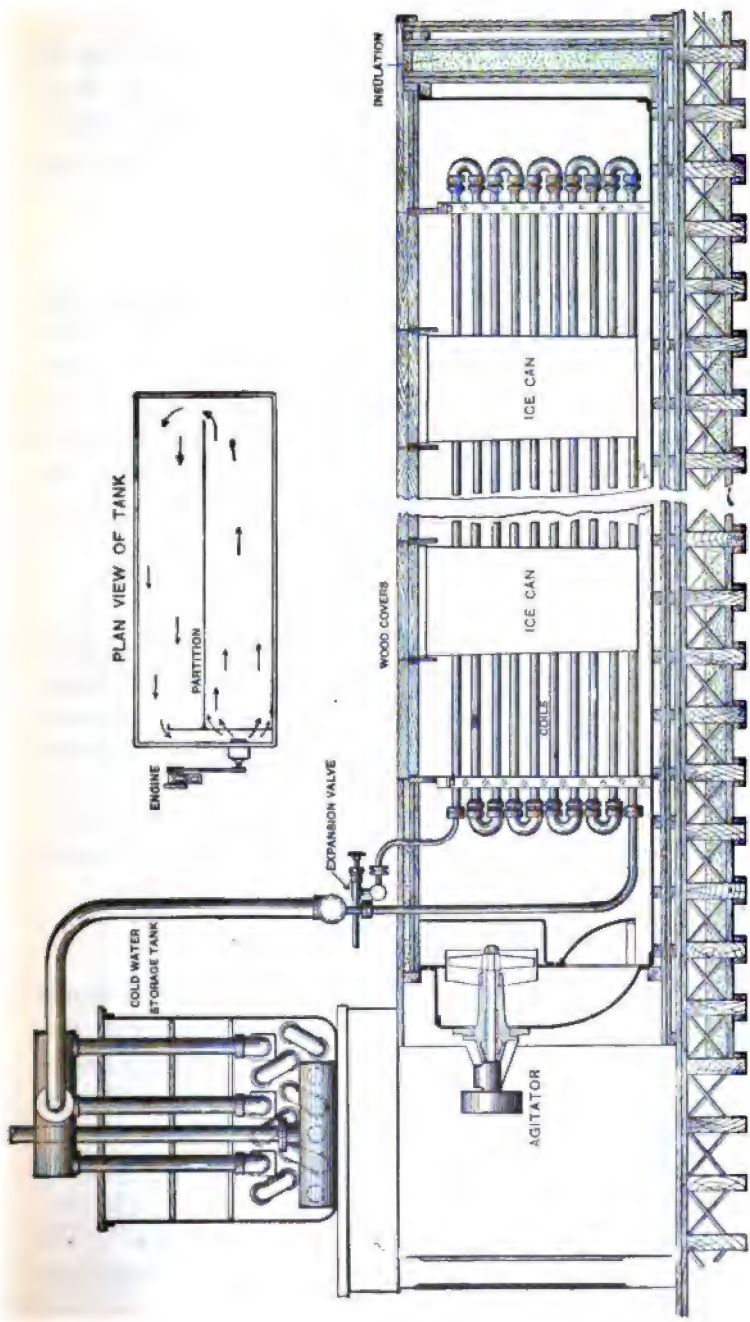 PLAN VIEW OF TANK
ENGINE
PARTITION
COLD WATER
STORAGE TANK
EXPANSION VALVE
WOOD COVERS
INSULATION
COILS
ICE CAN
ICE CAN
AGITATOR